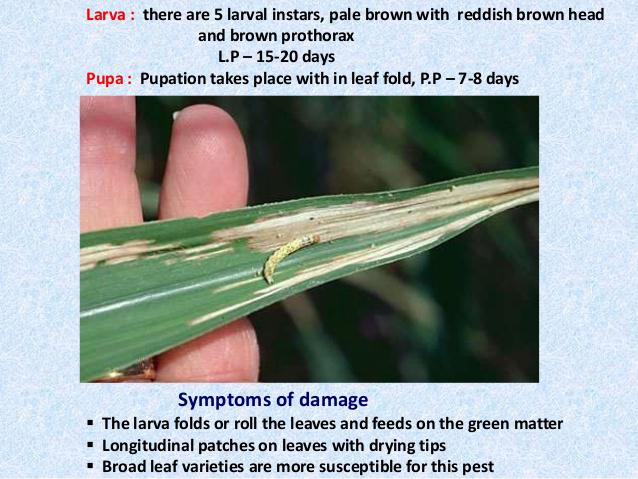 Larva : there are 5 larval instars, pale brown with reddish brown head
and brown prothorax
L.P – 15-20 days
Pupa : Pupation takes place with in leaf fold, P.P – 7-8 days
Symptoms of damage
▪ The larva folds or roll the leaves and feeds on the green matter
▪ Longitudinal patches on leaves with drying tips
▪ Broad leaf varieties are more susceptible for this pest